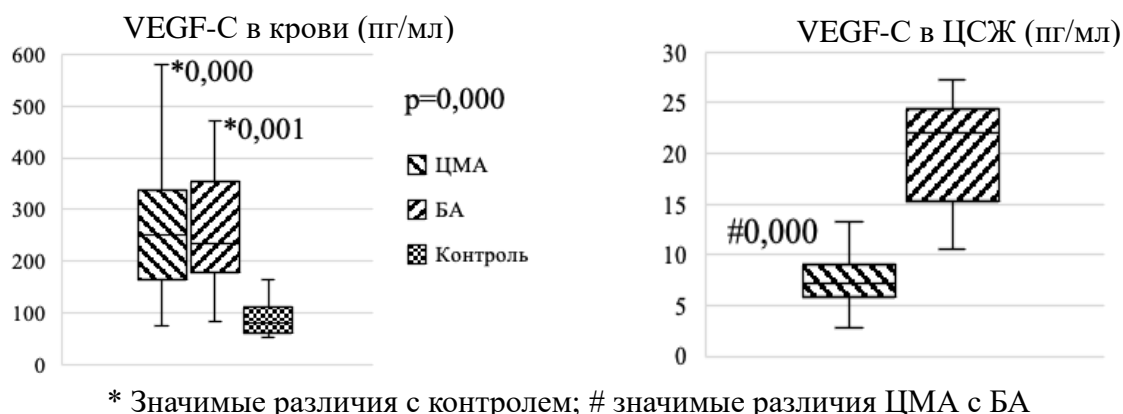 VEGF-C в крови (пг/мл)
600
500
400
300
200
100
0
*0,000
*0,001
p=0,000
ЦМА
БА
Контроль
VEGF-C в ЦСЖ (пг/мл)
30
25
20
15
10
5
0
#0,000
* Значимые различия с контролем; # значимые различия ЦМА с БА